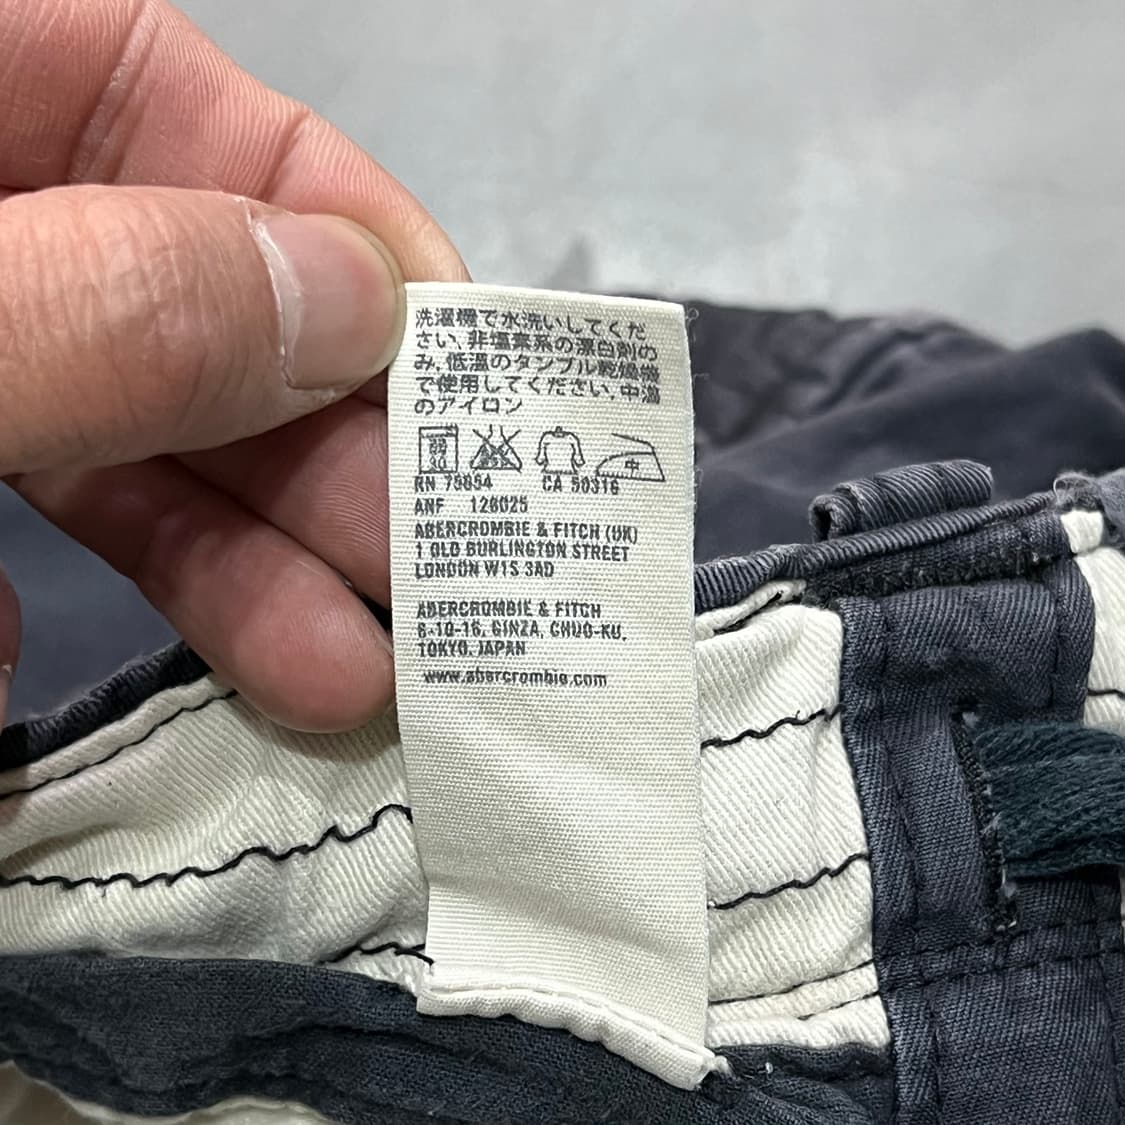 洗濯機で水洗いしてくだ
さい, 非塩素系の漂白剤の
み, 低温のタンブル乾燥機
で使用してください, 中温
のアイロン
中
RN 75654 CA 50316
ANF 126025
ABERCROMBIE & FITCH (UK)
1 OLD BURLINGTON STREET
LONDON W1S 3AD
ABERCROMBIE & FITCH
6-10-16, GINZA, CHUO-KU,
TOKYO, JAPAN
www.abercrombie.com